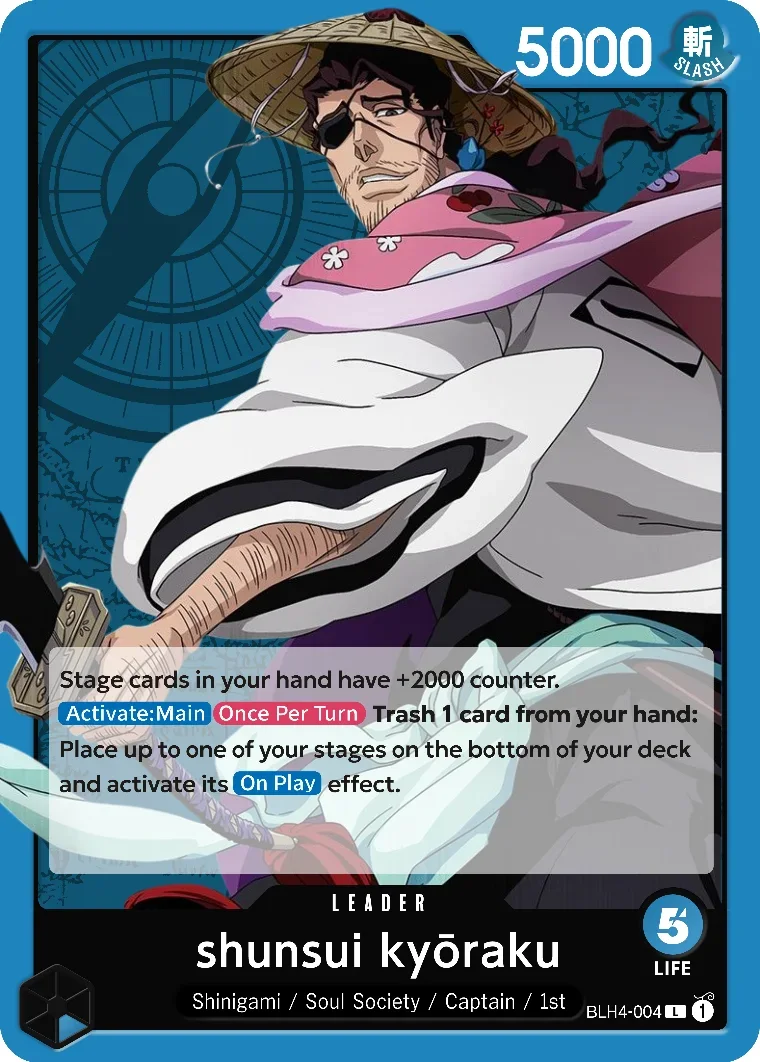 5000
斬
SLASH
Stage cards in your hand have +2000 counter.
Activate:Main Once Per Turn Trash 1 card from your hand:
Place up to one of your stages on the bottom of your deck
and activate its On Play effect.
LEADER
shunsui kyōraku
5
LIFE
Shinigami / Soul Society / Captain / 1st
BLH4-004 L 1